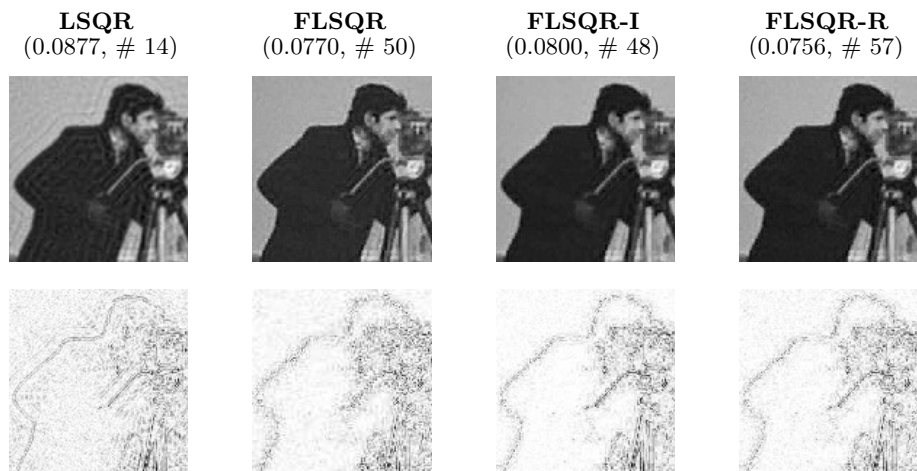 LSQR FLSQR FLSQR-I FLSQR-R
(0.0877, # 14) (0.0770, # 50) (0.0800, # 48) (0.0756, # 57)